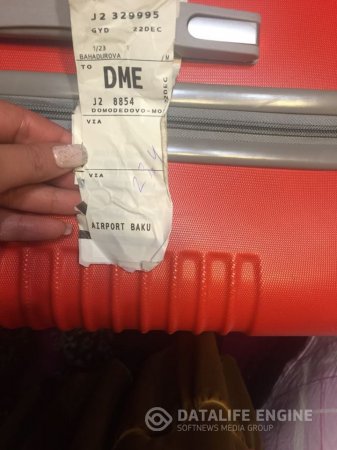 J2 329995
GYD 22DEC
1/23
BAHADUROVA /M
TO
DME
22DEC
J2 8854
DOMODEDOVO-MO
VIA
VIA
AIRPORT BAKU
DATALIFE ENGINE
SOFTNEWS MEDIA GROUP